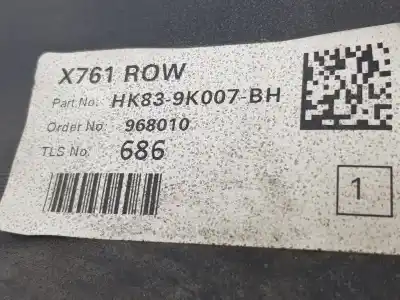 X761 ROW
Part No: HK83-9K007-BH
Order No 968010
TLS No. 686
1